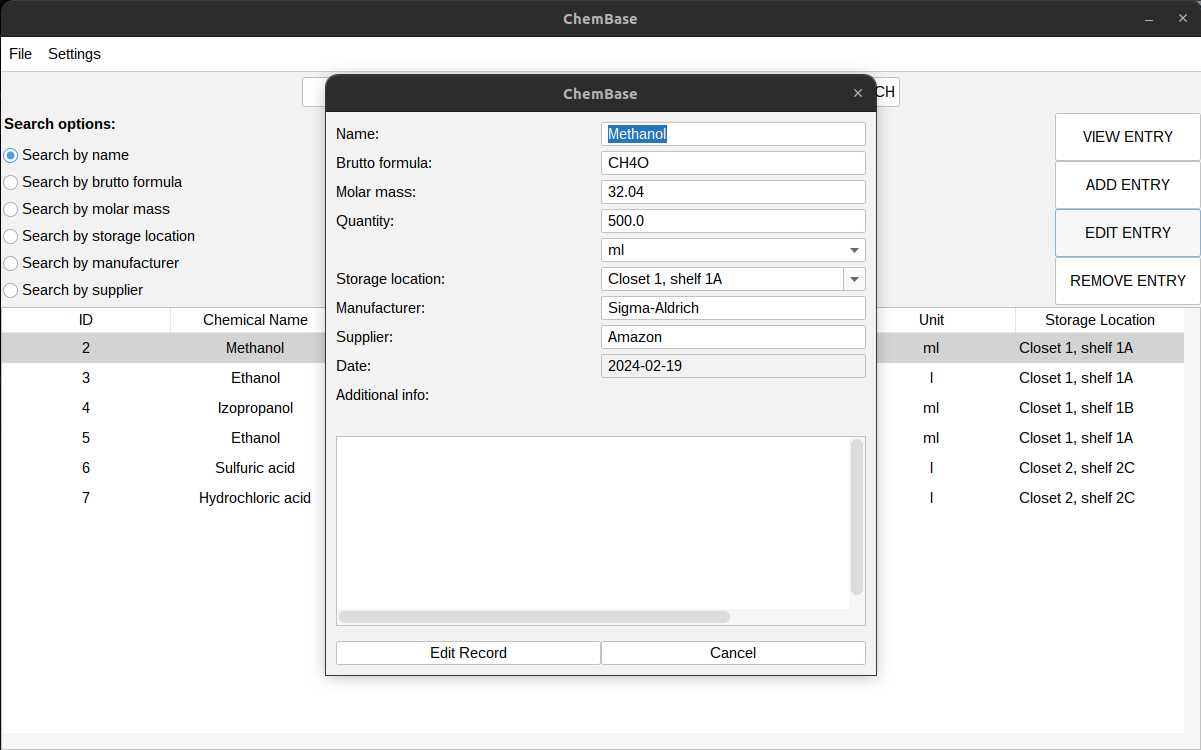 ChemBase
File Settings
CH
ChemBase
Search options:
Search by name
Search by brutto formula
Search by molar mass
Search by storage location
Search by manufacturer
Search by supplier
VIEW ENTRY
ADD ENTRY
EDIT ENTRY
REMOVE ENTRY
Name: Methanol
Brutto formula: CH4O
Molar mass: 32.04
Quantity: 500.0
ml
Storage location: Closet 1, shelf 1A
Manufacturer: Sigma-Aldrich
Supplier: Amazon
Date: 2024-02-19
Additional info:
Edit Record Cancel
ID Chemical Name Unit Storage Location
2 Methanol ml Closet 1, shelf 1A
3 Ethanol l Closet 1, shelf 1A
4 Izopropanol ml Closet 1, shelf 1B
5 Ethanol ml Closet 1, shelf 1A
6 Sulfuric acid l Closet 2, shelf 2C
7 Hydrochloric acid l Closet 2, shelf 2C